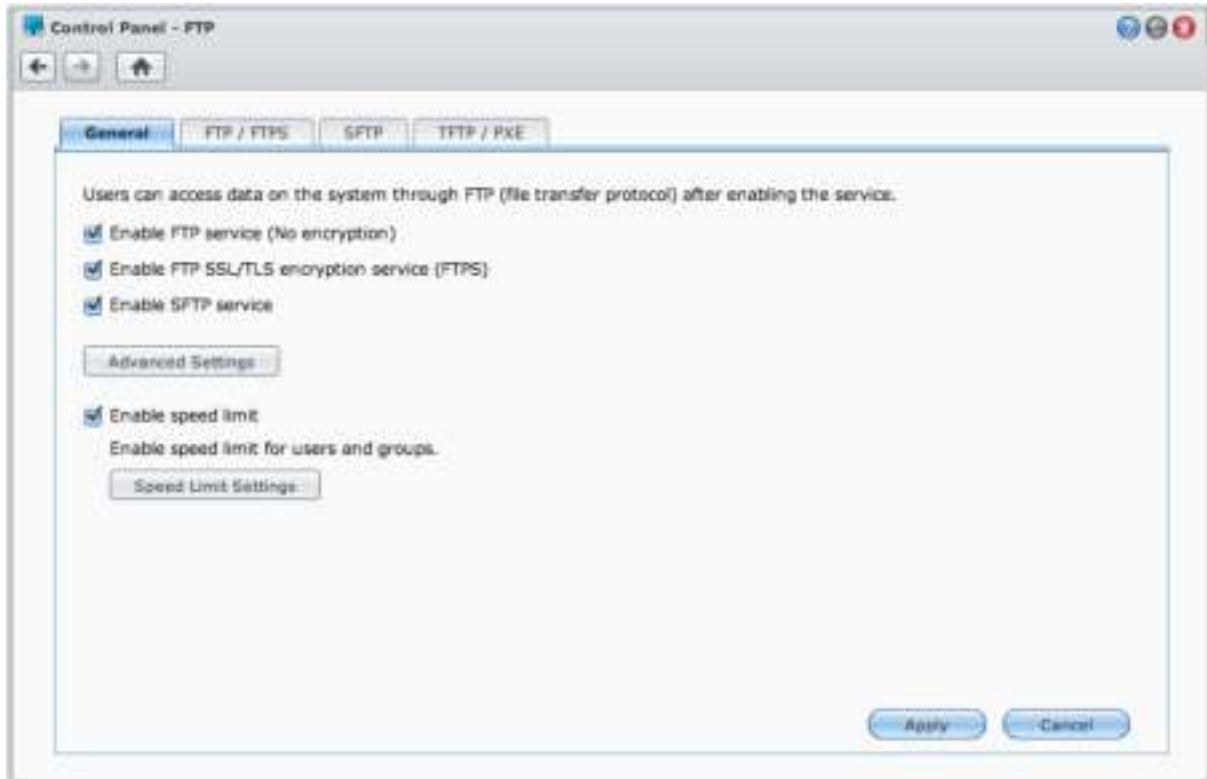 Control Panel - FTP
General
FTP / FTPS
SFTP
TFTP / PXE
Users can access data on the system through FTP (file transfer protocol) after enabling the service.
Enable FTP service (No encryption)
Enable FTP SSL/TLS encryption service (FTPS)
Enable SFTP service
Advanced Settings
Enable speed limit
Enable speed limit for users and groups.
Speed Limit Settings
Apply
Cancel